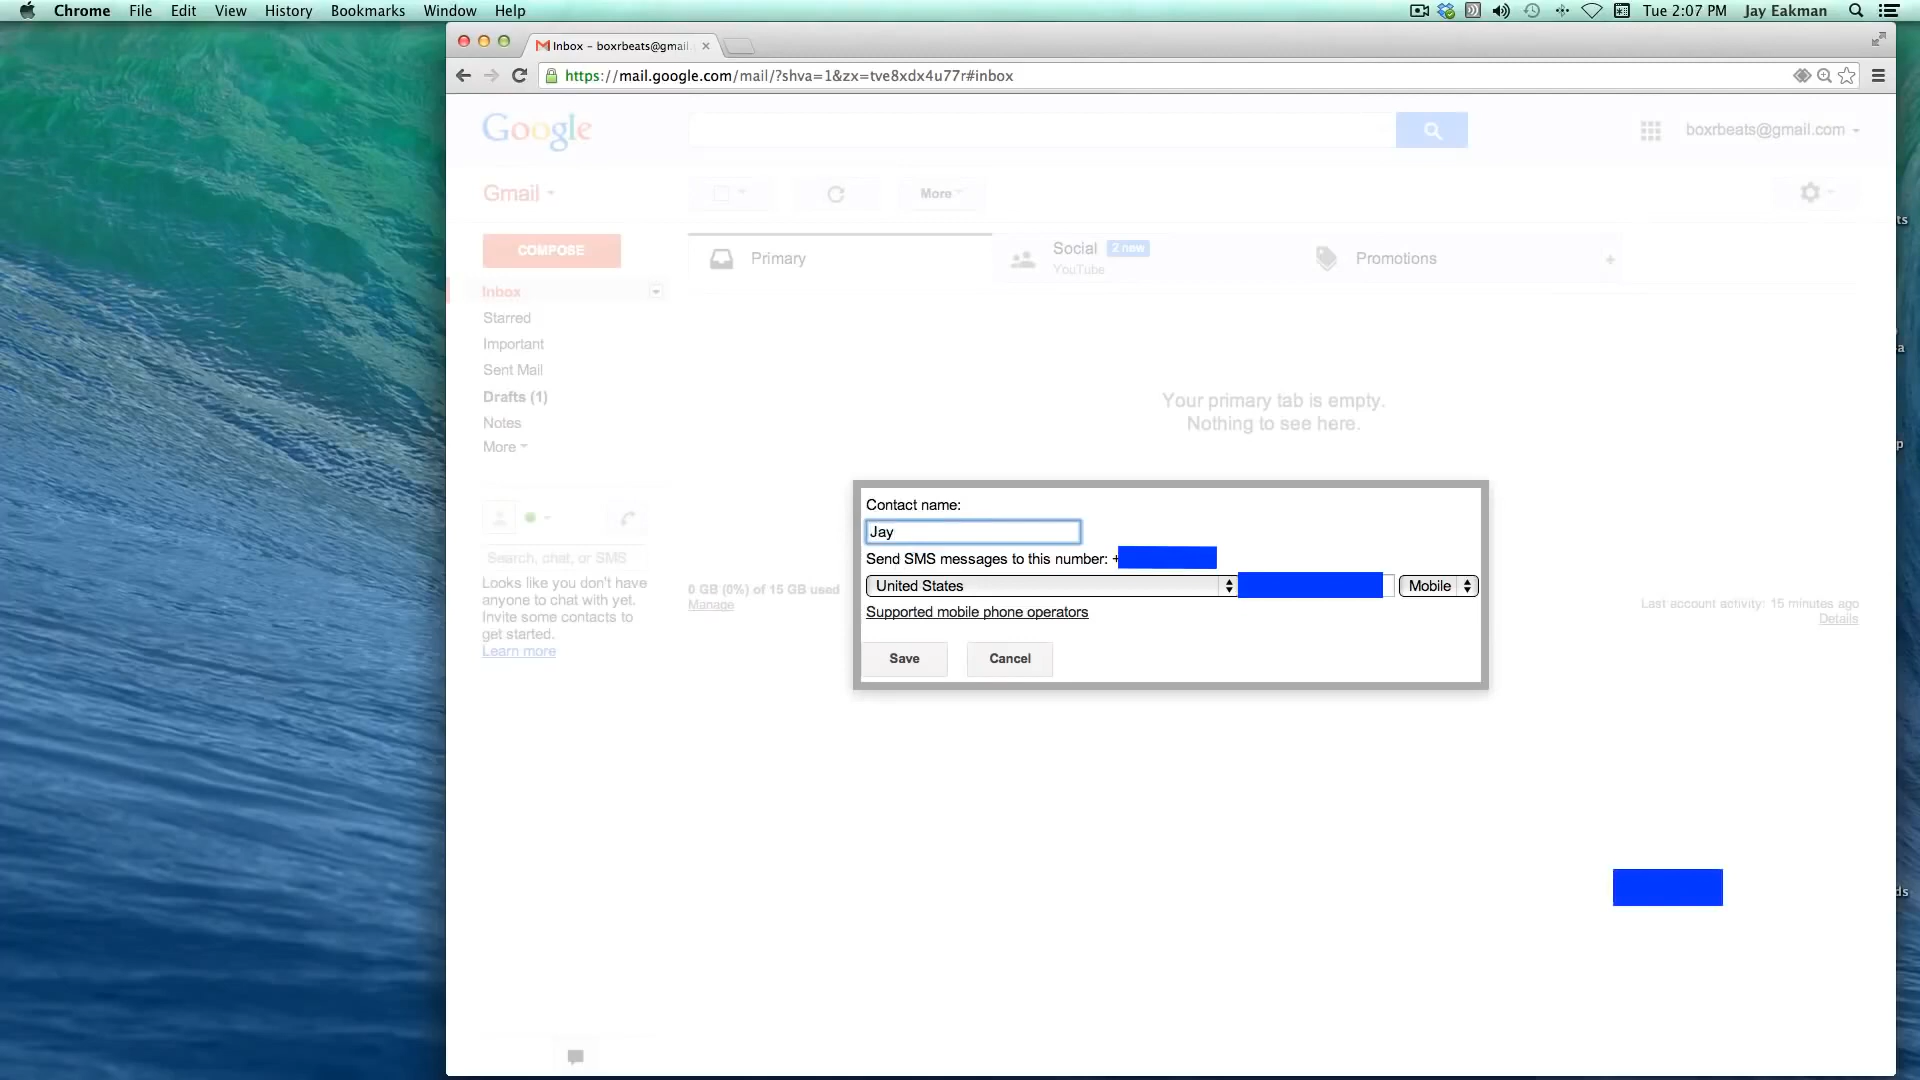 Chrome File Edit View History Bookmarks Window Help
Tue 2:07 PM Jay Eakman
Inbox – boxrbeats@gmail
https://mail.google.com/mail/?shva=1&zx=tve8xdx4u77r#inbox
Google
boxrbeats@gmail.com
Gmail
More
COMPOSE
Primary
Social 2 new
YouTube
Promotions
Inbox
Starred
Important
Sent Mail
Drafts (1)
Notes
More
Your primary tab is empty.
Nothing to see here.
Search, chat, or SMS
Looks like you don't have
anyone to chat with yet.
Invite some contacts to
get started.
Learn more
0 GB (0%) of 15 GB used
Manage
Last account activity: 15 minutes ago
Details
Contact name:
Jay
Send SMS messages to this number: +
United States
Mobile
Supported mobile phone operators
Save Cancel